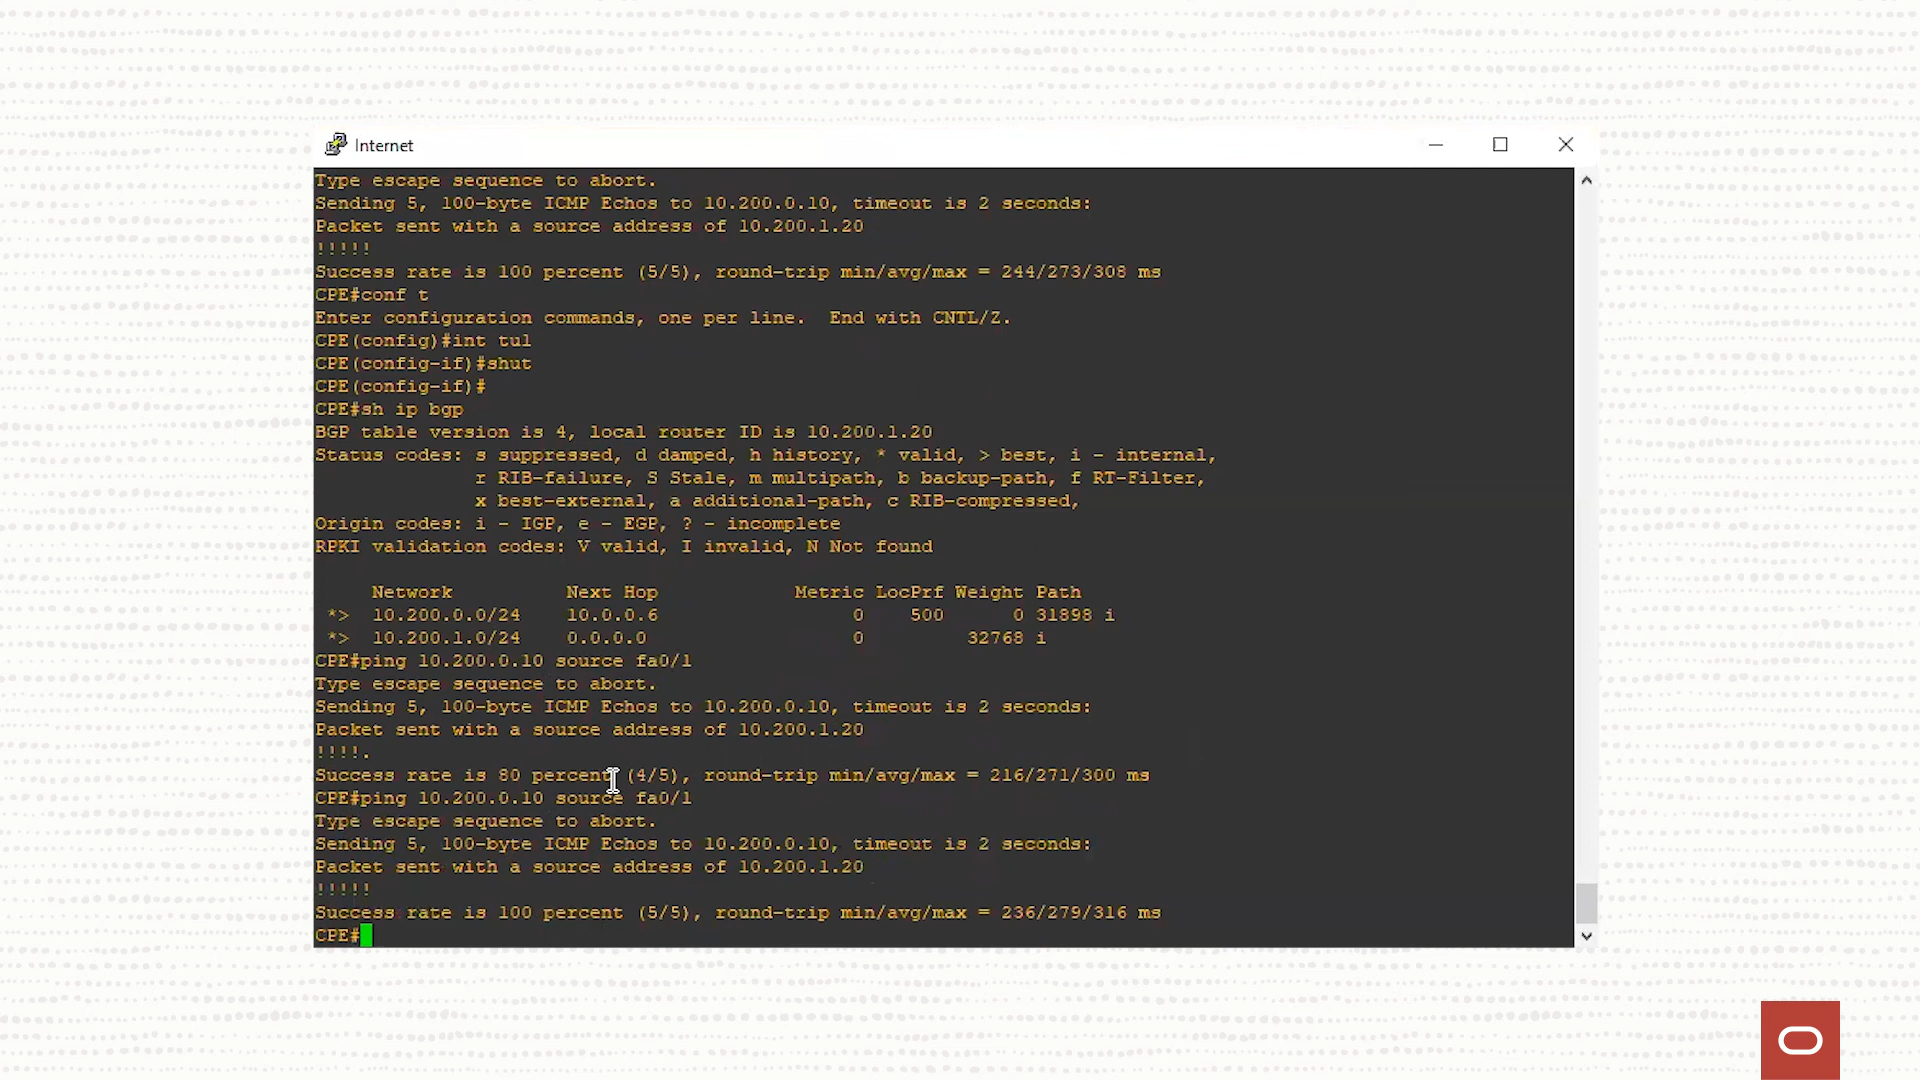 Internet
Type escape sequence to abort.
Sending 5, 100-byte ICMP Echos to 10.200.0.10, timeout is 2 seconds:
Packet sent with a source address of 10.200.1.20
!!!!!
Success rate is 100 percent (5/5), round-trip min/avg/max = 244/273/308 ms
CPE#conf t
Enter configuration commands, one per line.  End with CNTL/Z.
CPE(config)#int tu1
CPE(config-if)#shut
CPE(config-if)#
CPE#sh ip bgp
BGP table version is 4, local router ID is 10.200.1.20
Status codes: s suppressed, d damped, h history, * valid, > best, i - internal,
              r RIB-failure, S Stale, m multipath, b backup-path, f RT-Filter,
              x best-external, a additional-path, c RIB-compressed,
Origin codes: i - IGP, e - EGP, ? - incomplete
RPKI validation codes: V valid, I invalid, N Not found
     Network          Next Hop            Metric LocPrf Weight Path
 *>  10.200.0.0/24    10.0.0.6                 0    500      0 31898 i
 *>  10.200.1.0/24    0.0.0.0                  0         32768 i
CPE#ping 10.200.0.10 source fa0/1
Type escape sequence to abort.
Sending 5, 100-byte ICMP Echos to 10.200.0.10, timeout is 2 seconds:
Packet sent with a source address of 10.200.1.20
!!!!.
Success rate is 80 percent (4/5), round-trip min/avg/max = 216/271/300 ms
CPE#ping 10.200.0.10 source fa0/1
Type escape sequence to abort.
Sending 5, 100-byte ICMP Echos to 10.200.0.10, timeout is 2 seconds:
Packet sent with a source address of 10.200.1.20
!!!!!
Success rate is 100 percent (5/5), round-trip min/avg/max = 236/279/316 ms
CPE#